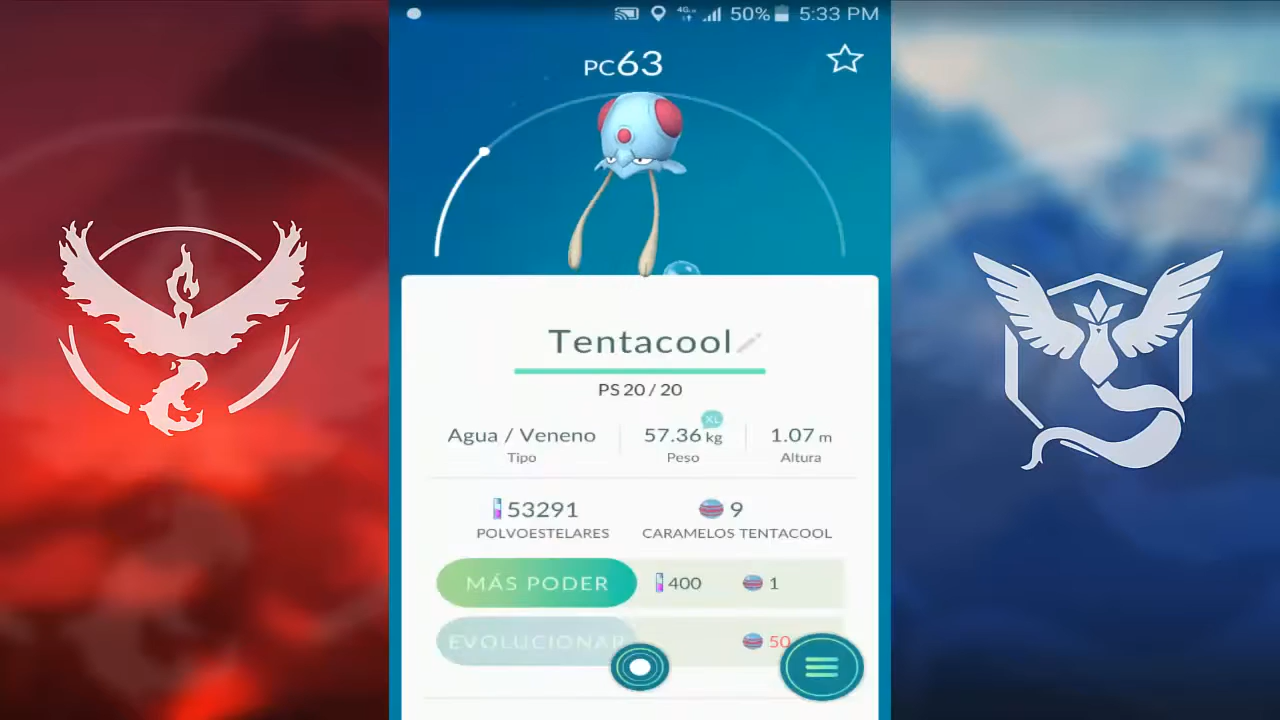 4G 50% 5:33 PM
PC63
Tentacool
PS 20 / 20
XL
Agua / Veneno 57.36 kg 1.07 m
Tipo Peso Altura
53291 9
POLVOESTELARES CARAMELOS TENTACOOL
MÁS PODER 400 1
EVOLUCIONAR 50